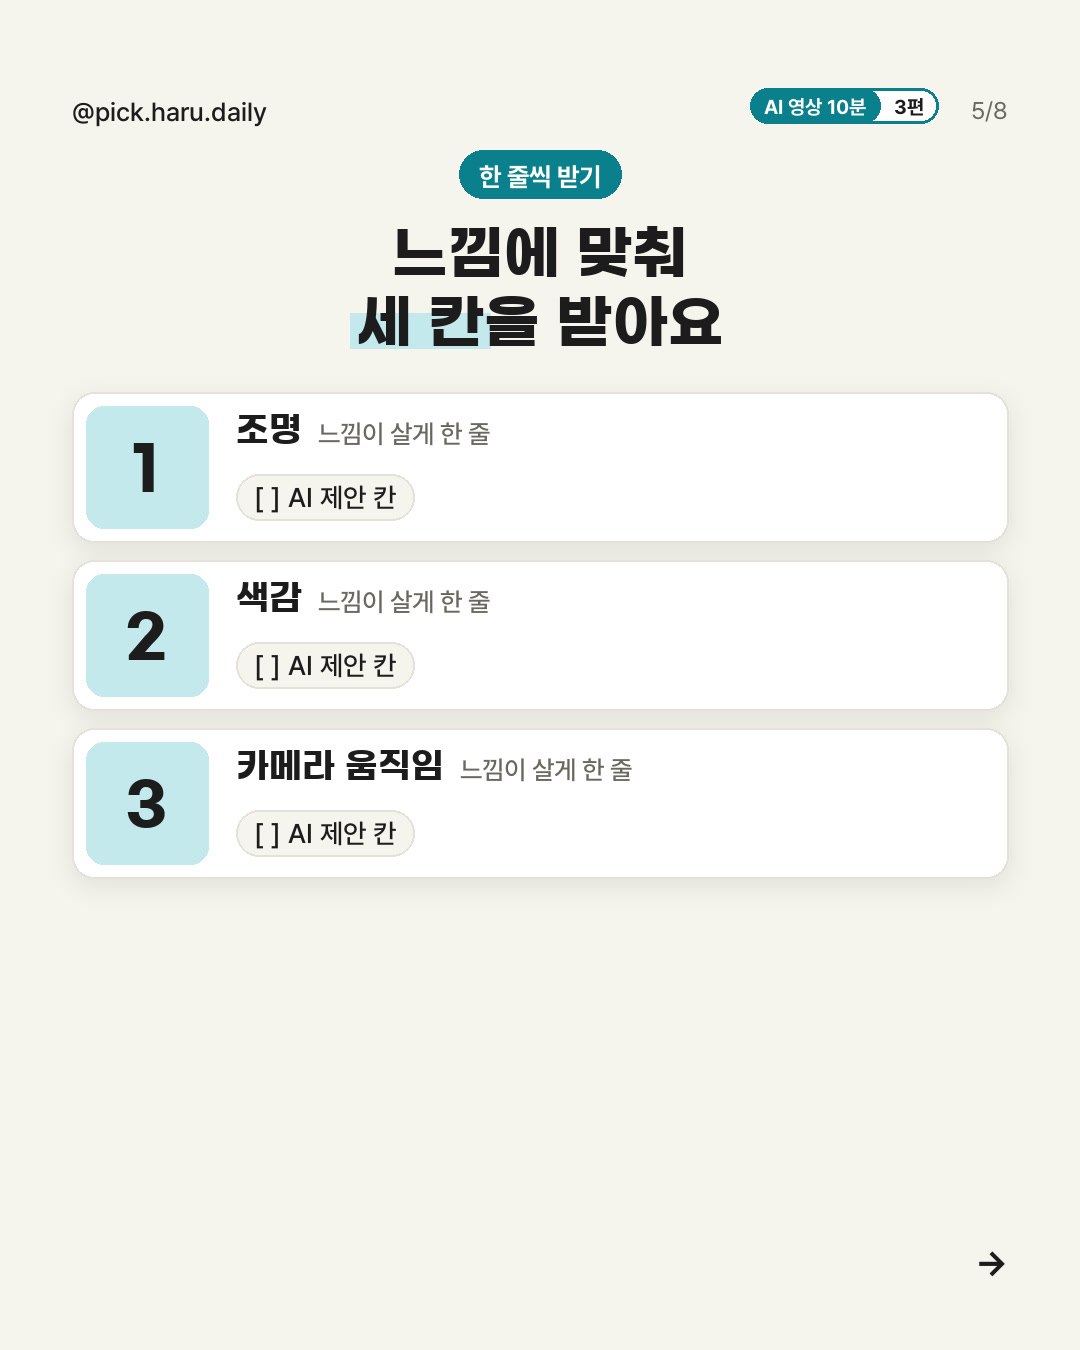 @pick.haru.daily
AI 영상 10분 3편
5/8
한 줄씩 받기
느낌에 맞춰
세 칸을 받아요
1
조명 느낌이 살게 한 줄
[ ] AI 제안 칸
2
색감 느낌이 살게 한 줄
[ ] AI 제안 칸
3
카메라 움직임 느낌이 살게 한 줄
[ ] AI 제안 칸
→